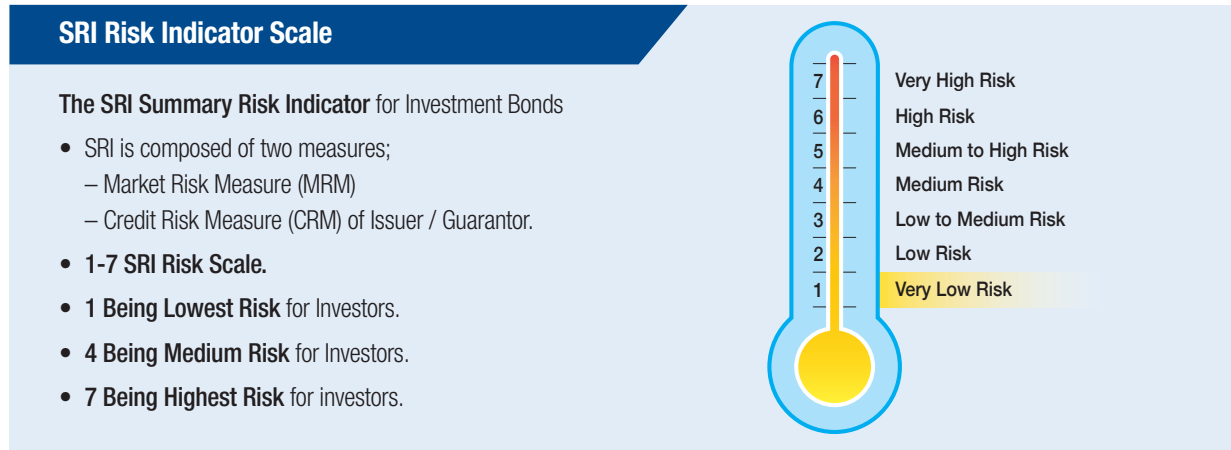 SRI Risk Indicator Scale
The SRI Summary Risk Indicator for Investment Bonds
• SRI is composed of two measures;
– Market Risk Measure (MRM)
– Credit Risk Measure (CRM) of Issuer / Guarantor.
• 1-7 SRI Risk Scale.
• 1 Being Lowest Risk for Investors.
• 4 Being Medium Risk for Investors.
• 7 Being Highest Risk for investors.
7 Very High Risk
6 High Risk
5 Medium to High Risk
4 Medium Risk
3 Low to Medium Risk
2 Low Risk
1 Very Low Risk